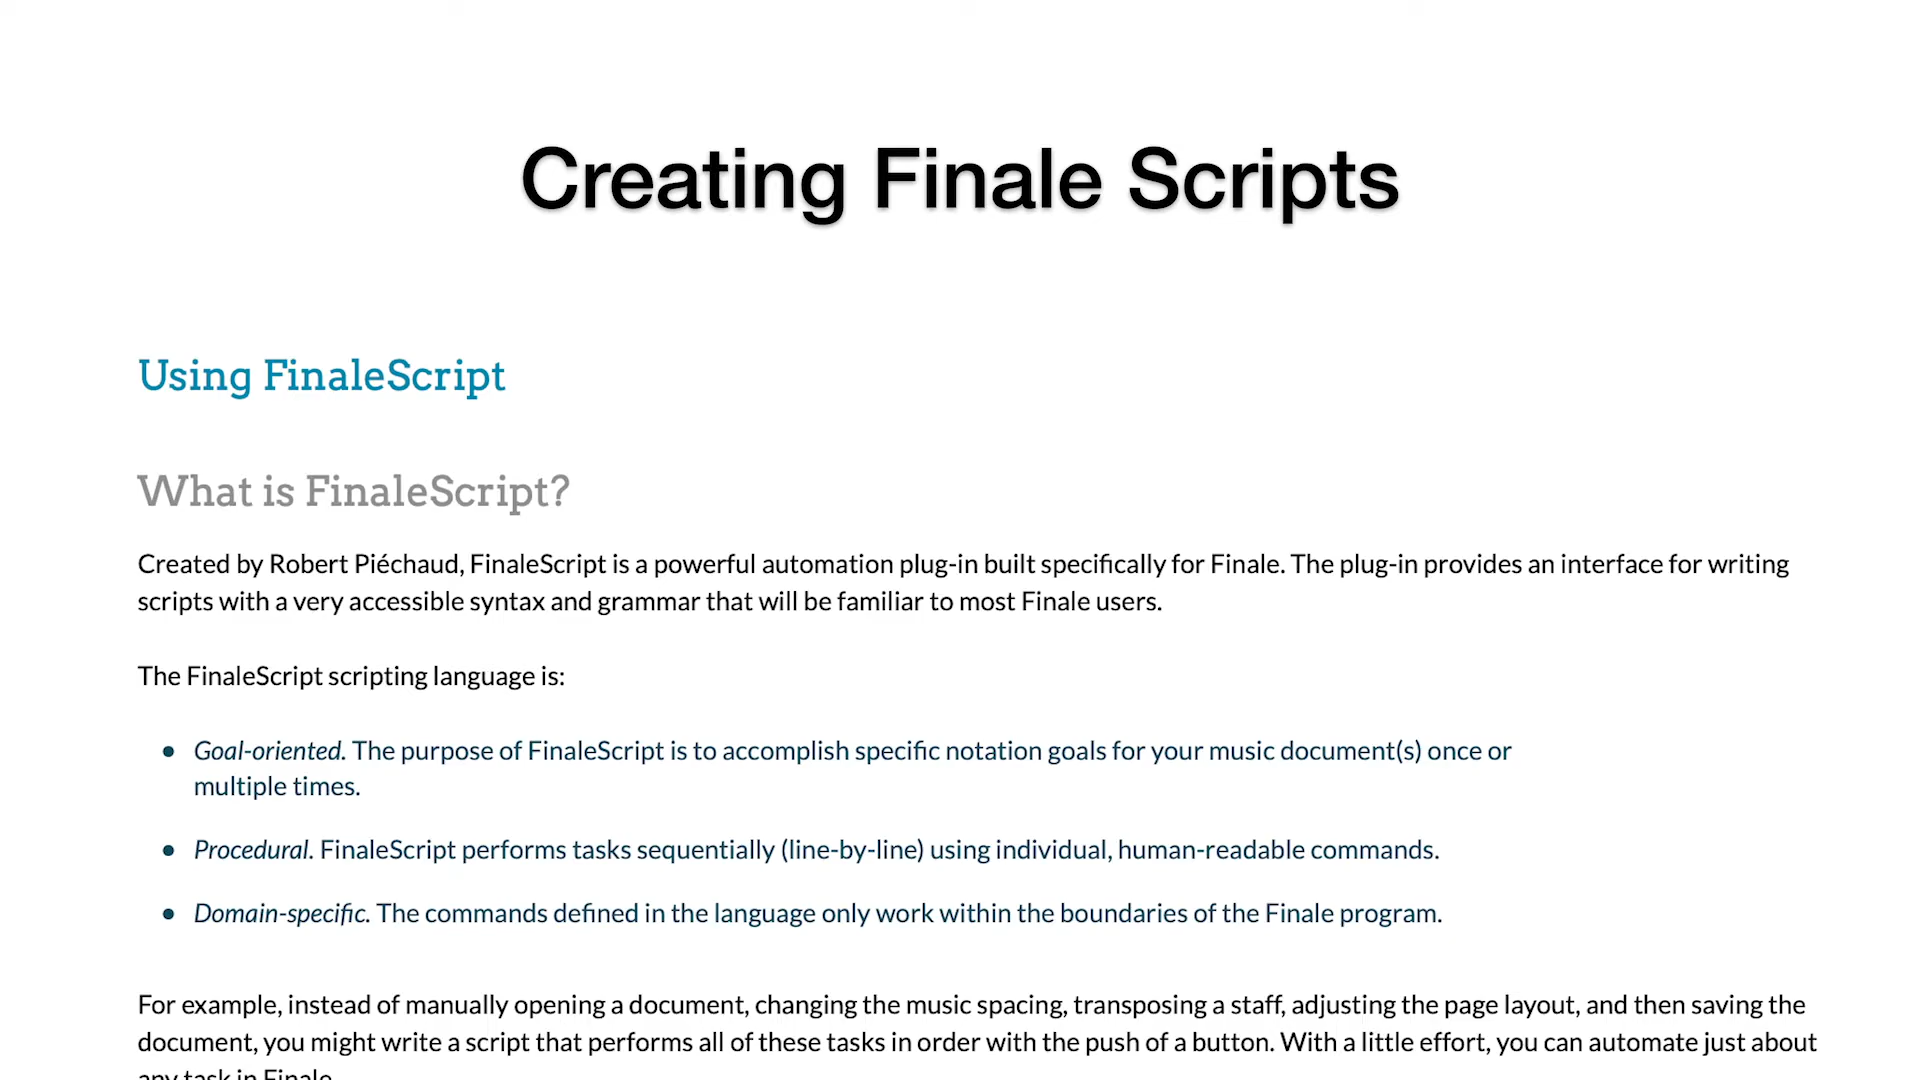 Creating Finale Scripts
Using FinaleScript
What is FinaleScript?
Created by Robert Piéchaud, FinaleScript is a powerful automation plug-in built specifically for Finale. The plug-in provides an interface for writing
scripts with a very accessible syntax and grammar that will be familiar to most Finale users.
The FinaleScript scripting language is:
• Goal-oriented. The purpose of FinaleScript is to accomplish specific notation goals for your music document(s) once or
multiple times.
• Procedural. FinaleScript performs tasks sequentially (line-by-line) using individual, human-readable commands.
• Domain-specific. The commands defined in the language only work within the boundaries of the Finale program.
For example, instead of manually opening a document, changing the music spacing, transposing a staff, adjusting the page layout, and then saving the
document, you might write a script that performs all of these tasks in order with the push of a button. With a little effort, you can automate just about
any task in Finale.